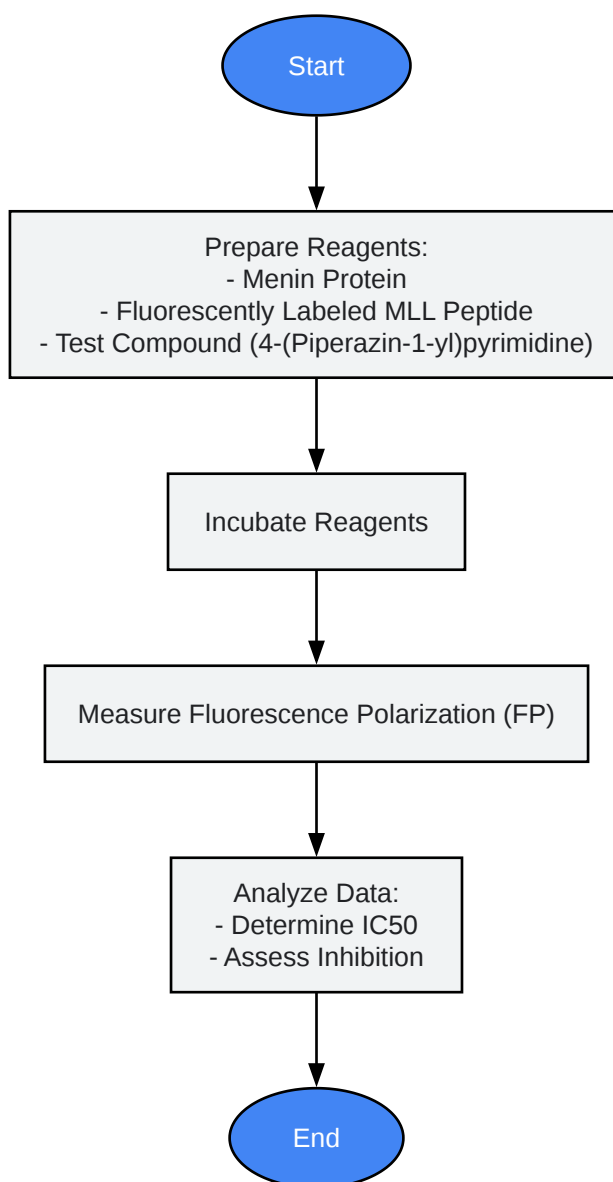 Start
Prepare Reagents:
- Menin Protein
- Fluorescently Labeled MLL Peptide
- Test Compound (4-(Piperazin-1-yl)pyrimidine)
Incubate Reagents
Measure Fluorescence Polarization (FP)
Analyze Data:
- Determine IC50
- Assess Inhibition
End